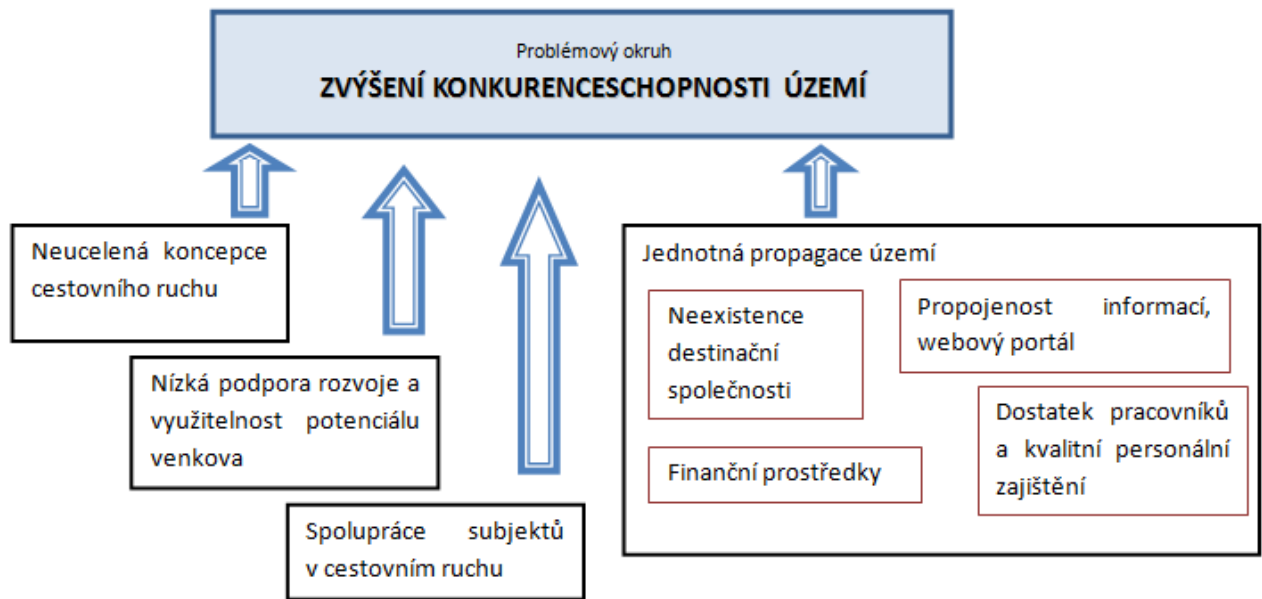 Problémový okruh
ZVÝŠENÍ KONKURENCESCHOPNOSTI ÚZEMÍ
Neucelená koncepce
cestovního ruchu
Nízká podpora rozvoje a
využitelnost potenciálu
venkova
Spolupráce subjektů
v cestovním ruchu
Jednotná propagace území
Neexistence
destinační
společnosti
Propojenost informací,
webový portál
Finanční prostředky
Dostatek pracovníků
a kvalitní personální
zajištění